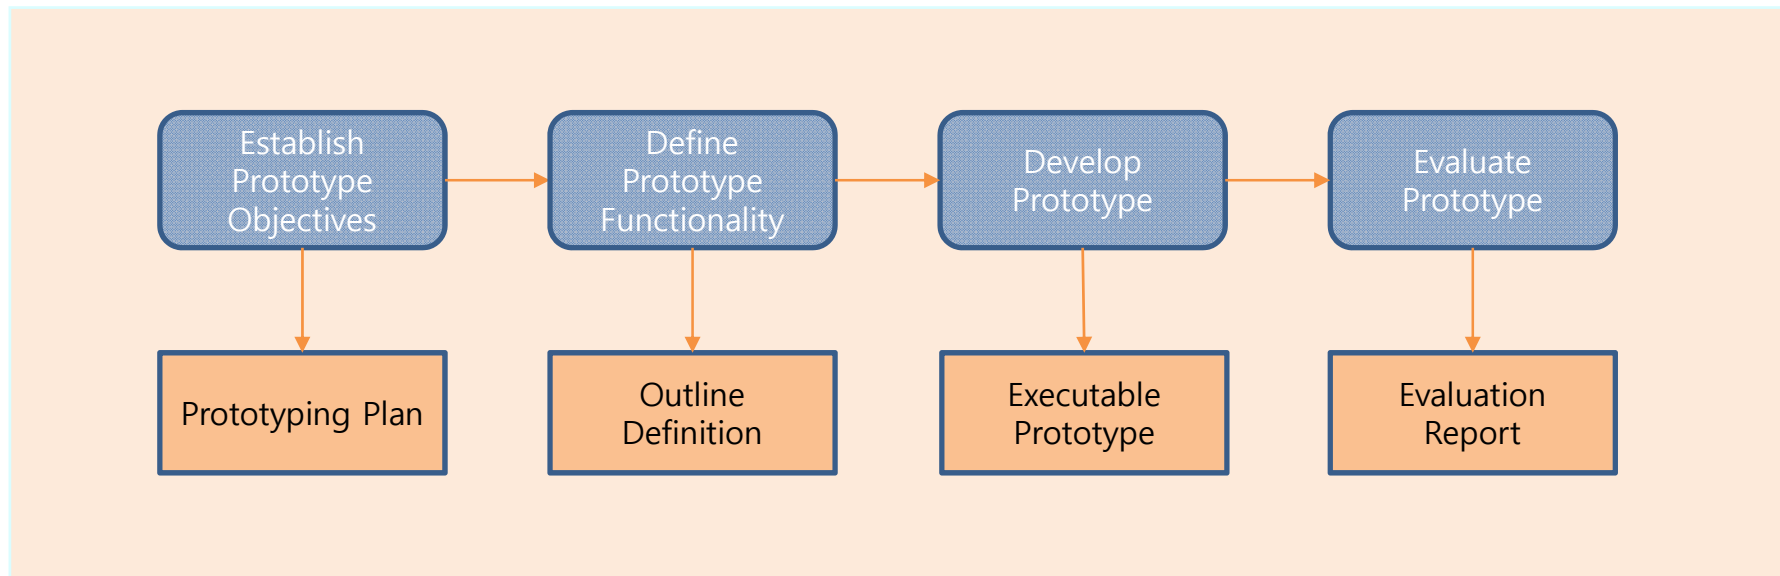 Establish
Prototype
Objectives
Define
Prototype
Functionality
Develop
Prototype
Evaluate
Prototype
Prototyping Plan
Outline
Definition
Executable
Prototype
Evaluation
Report